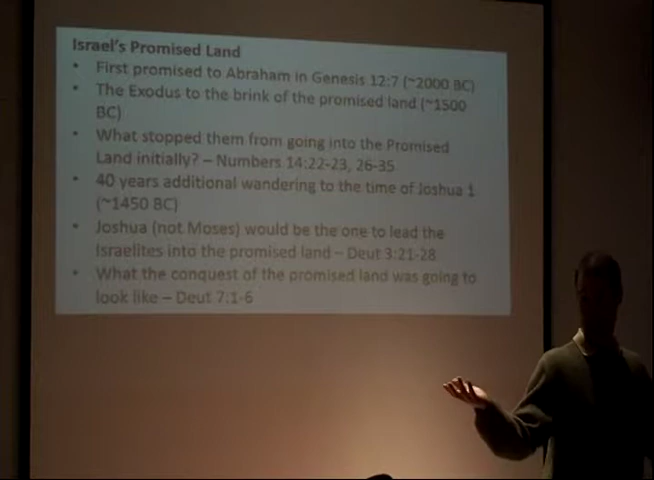 Israel's Promised Land
• First promised to Abraham in Genesis 12:7 (~2000 BC)
• The Exodus to the brink of the promised land (~1500
BC)
• What stopped them from going into the Promised
Land initially? – Numbers 14:22-23, 26-35
• 40 years additional wandering to the time of Joshua 1
(~1450 BC)
• Joshua (not Moses) would be the one to lead the
Israelites into the promised land – Deut 3:21-28
• What the conquest of the promised land was going to
look like – Deut 7:1-6